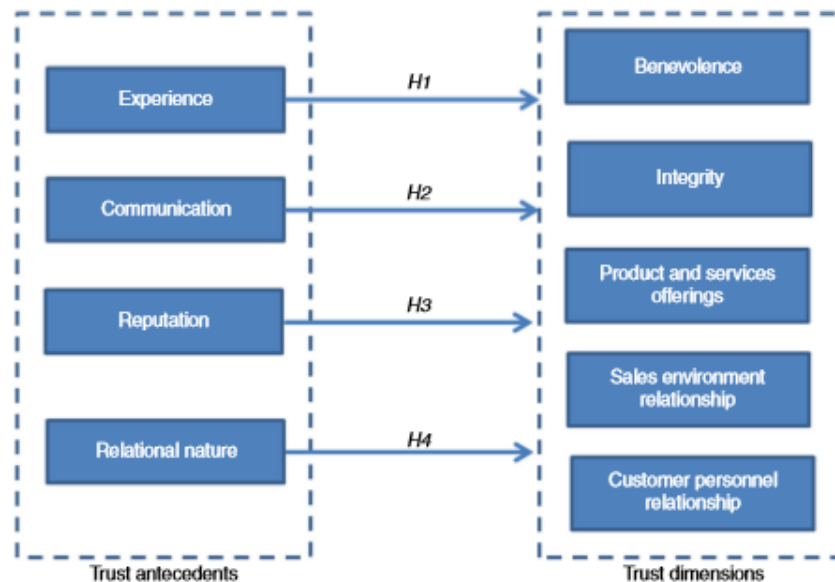 Experience
Communication
Reputation
Relational nature
Trust antecedents
H1
H2
H3
H4
Benevolence
Integrity
Product and services
offerings
Sales environment
relationship
Customer personnel
relationship
Trust dimensions